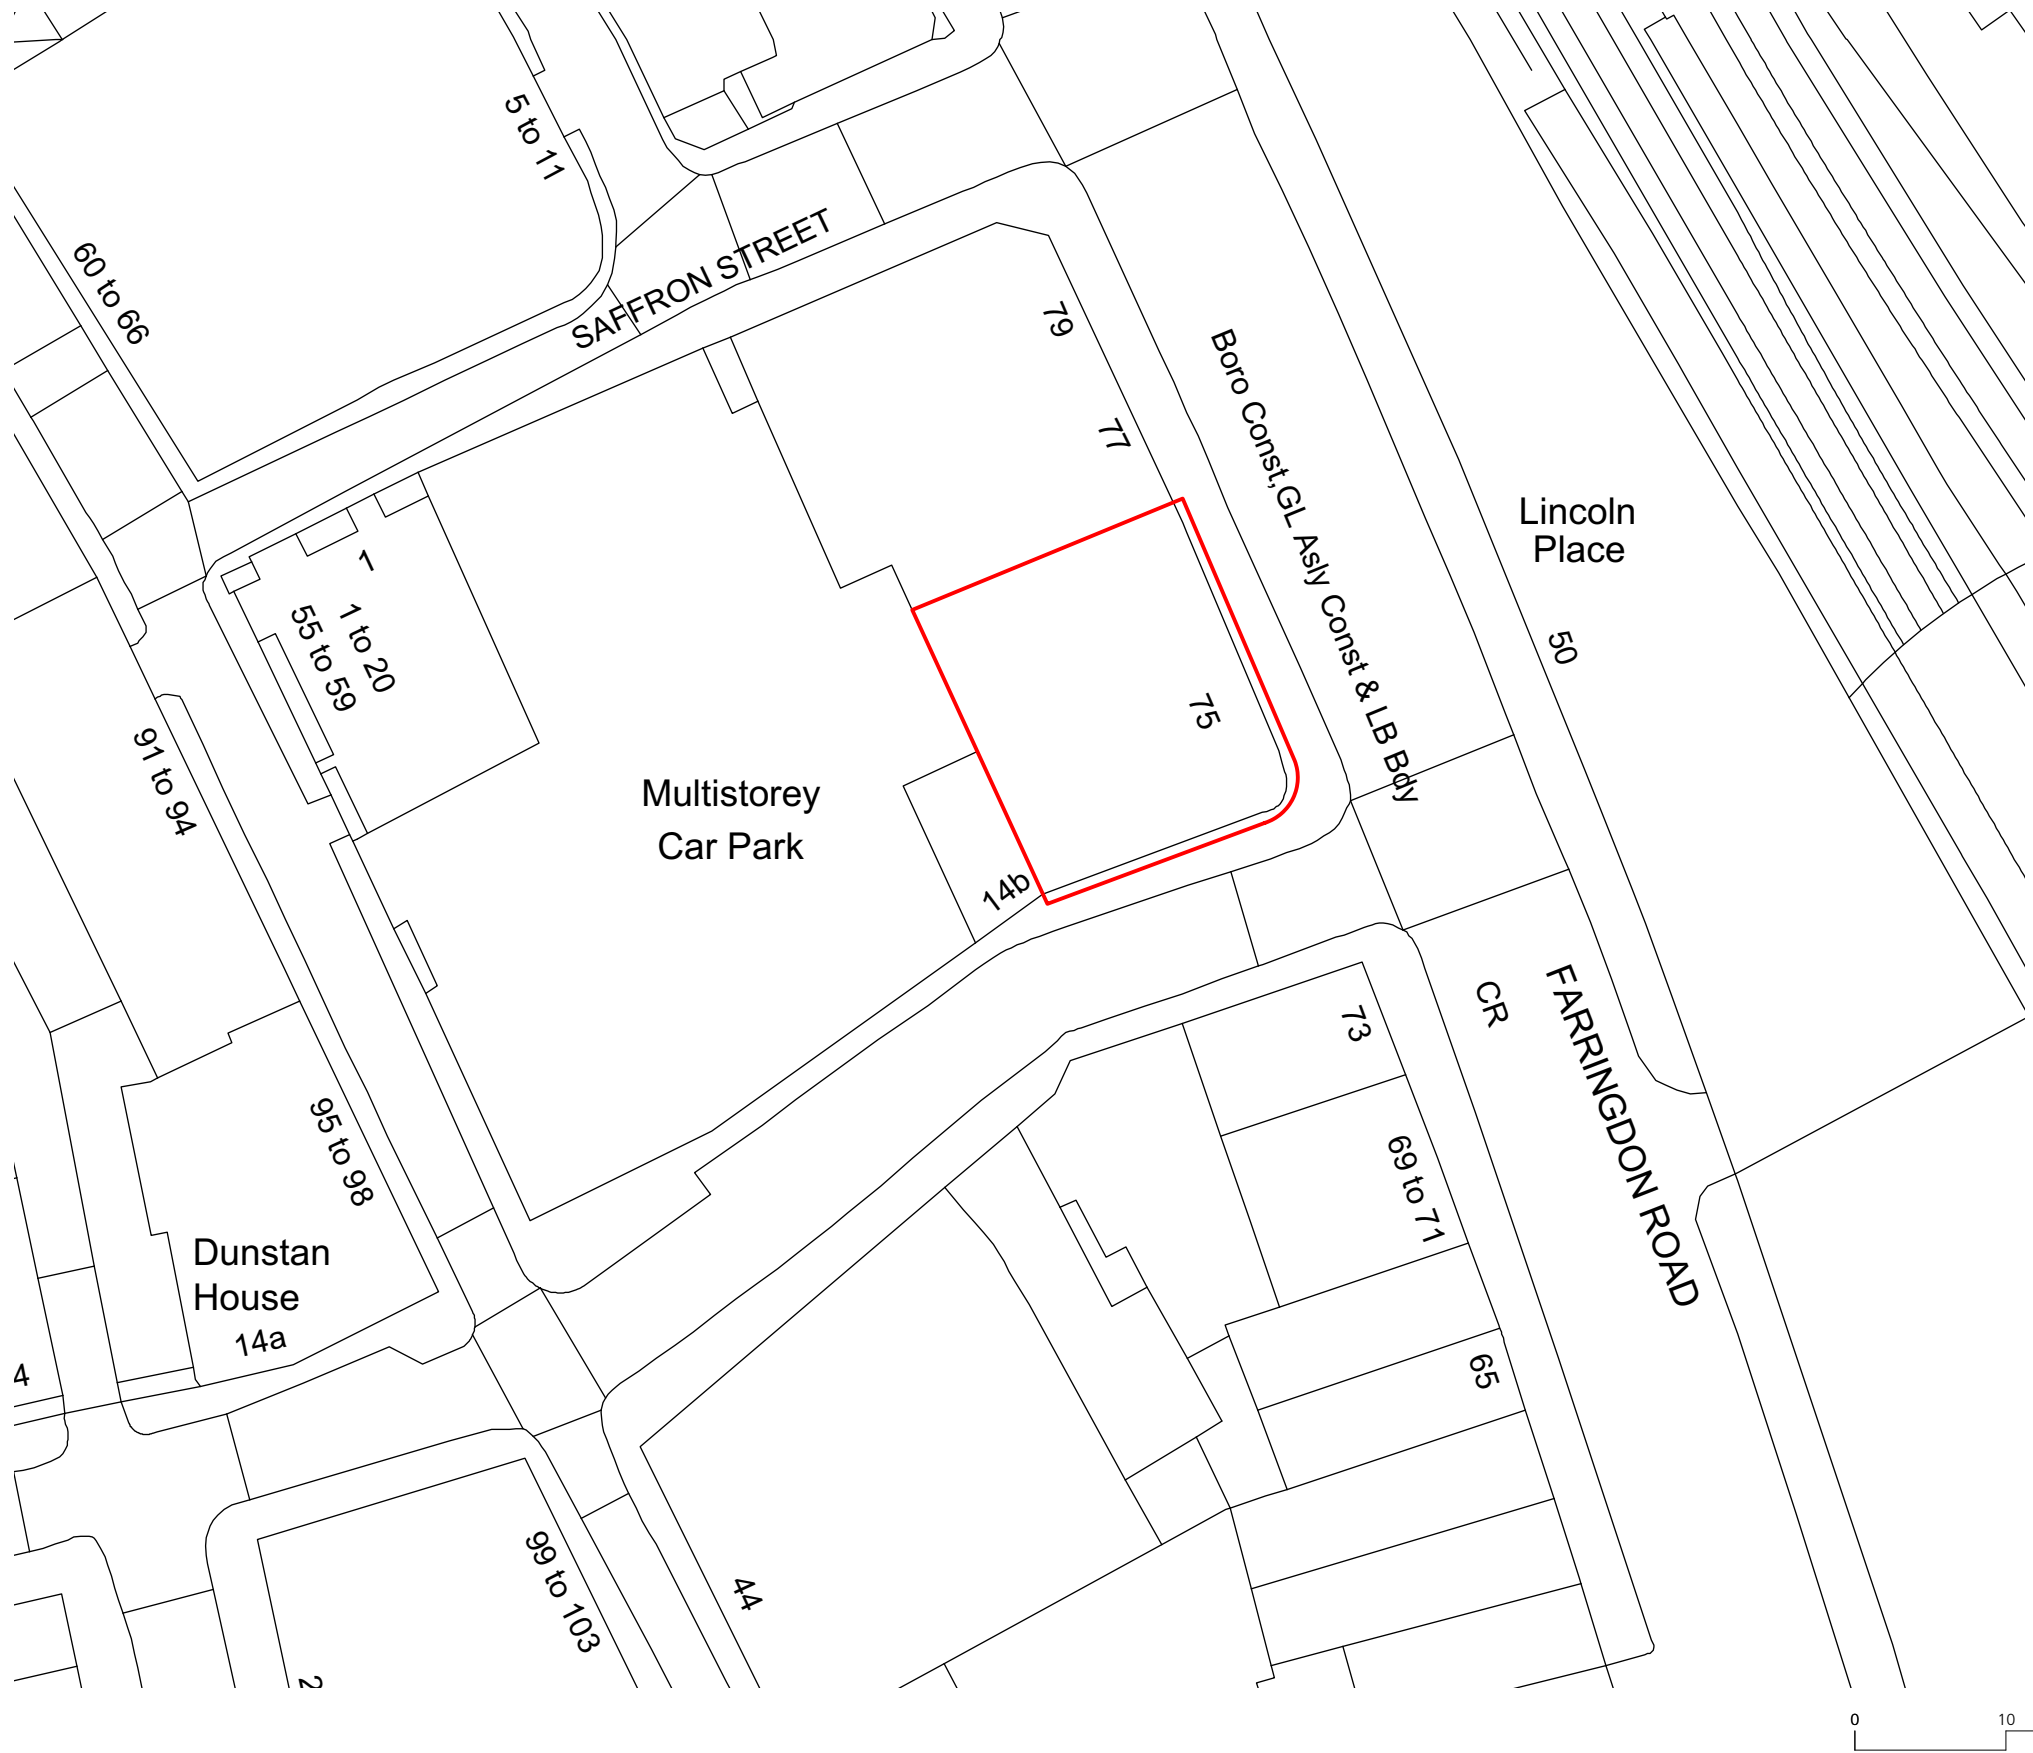 5 to 11
60 to 66
SAFFRON STREET
79
77
Boro Const,GL Asly Const & LB Bdy
Lincoln
Place
50
1
1 to 20
55 to 59
75
91 to 94
Multistorey
Car Park
14b
73
CR
FARRINGDON ROAD
95 to 98
69 to 71
Dunstan
House
14a
4
65
99 to 103
44
2
0
10